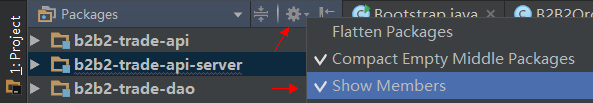 1: Project
Packages
b2b2-trade-api
b2b2-trade-api-server
b2b2-trade-dao
Bootstrap.java
B2B2Or
Flatten Packages
Compact Empty Middle Packages
Show Members